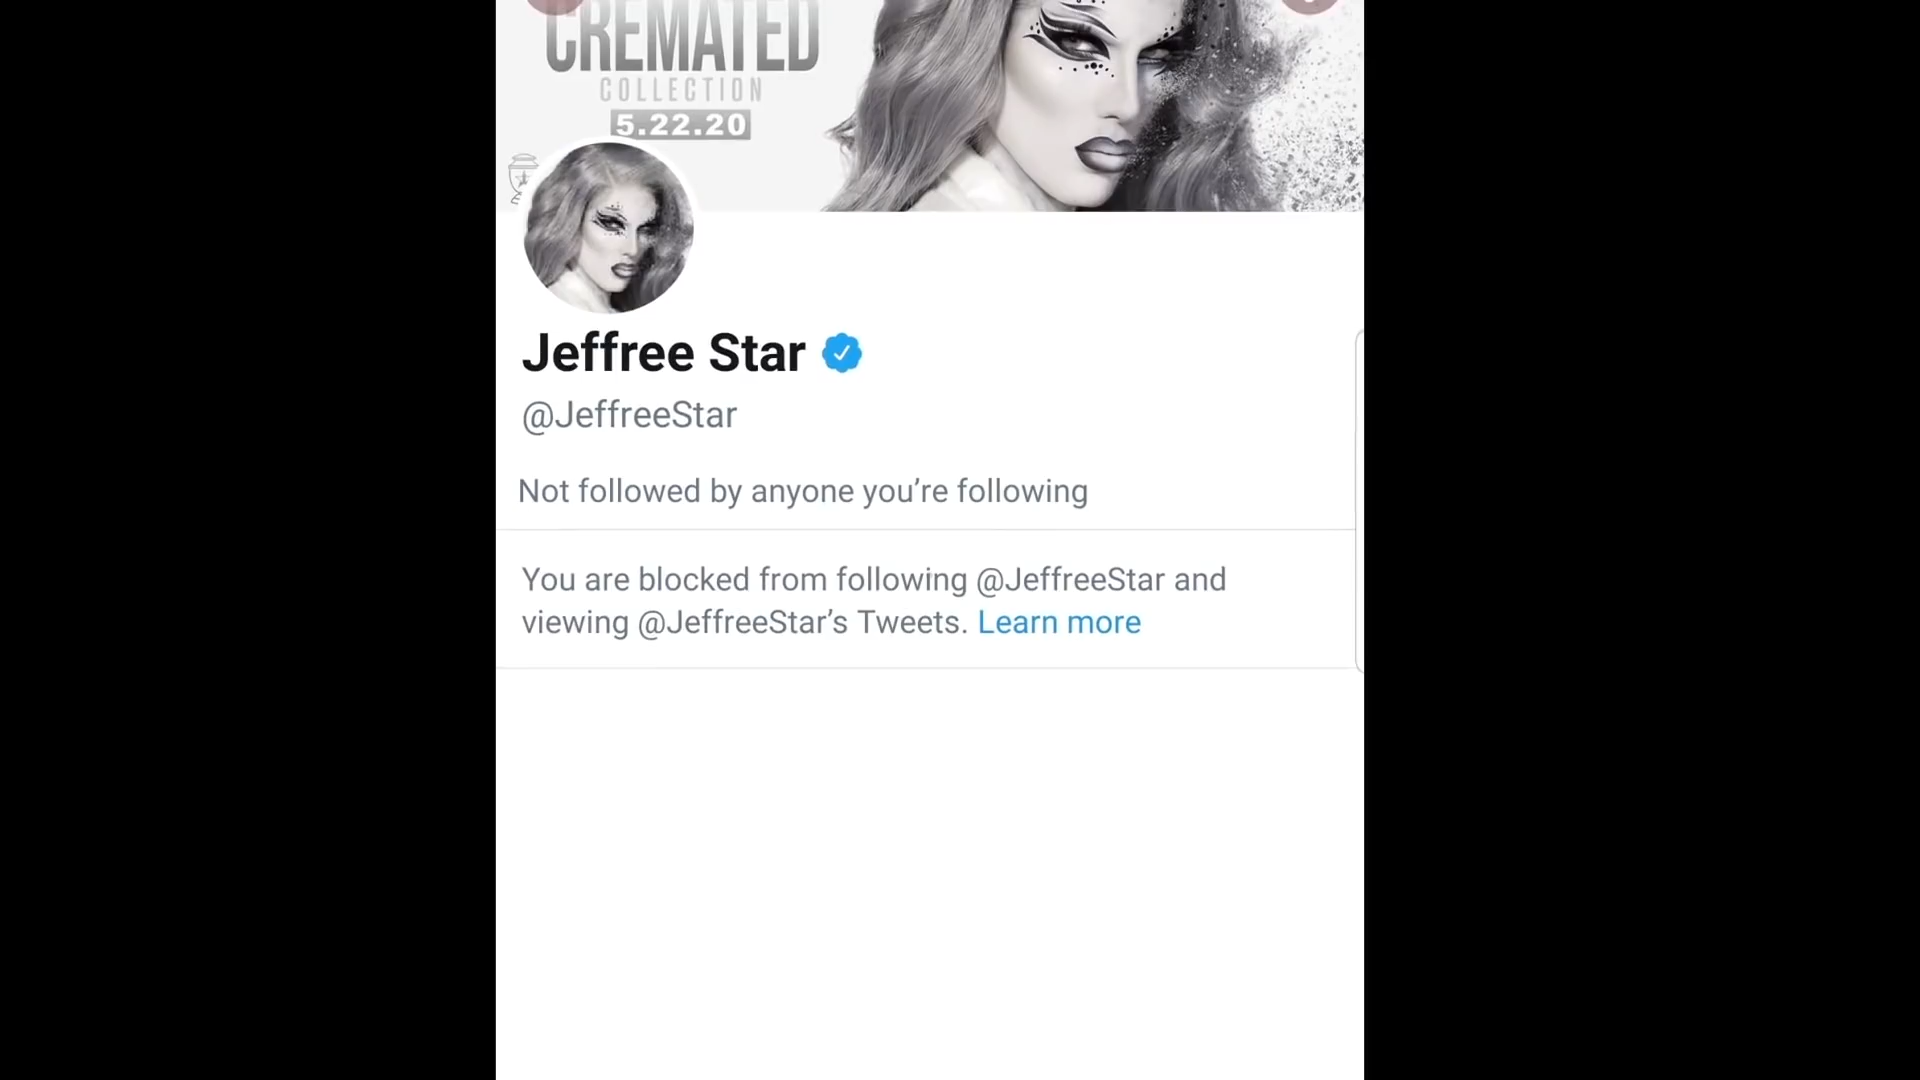 CREMATED
COLLECTION
5.22.20
Jeffree Star
@JeffreeStar
Not followed by anyone you’re following
You are blocked from following @JeffreeStar and
viewing @JeffreeStar’s Tweets. Learn more